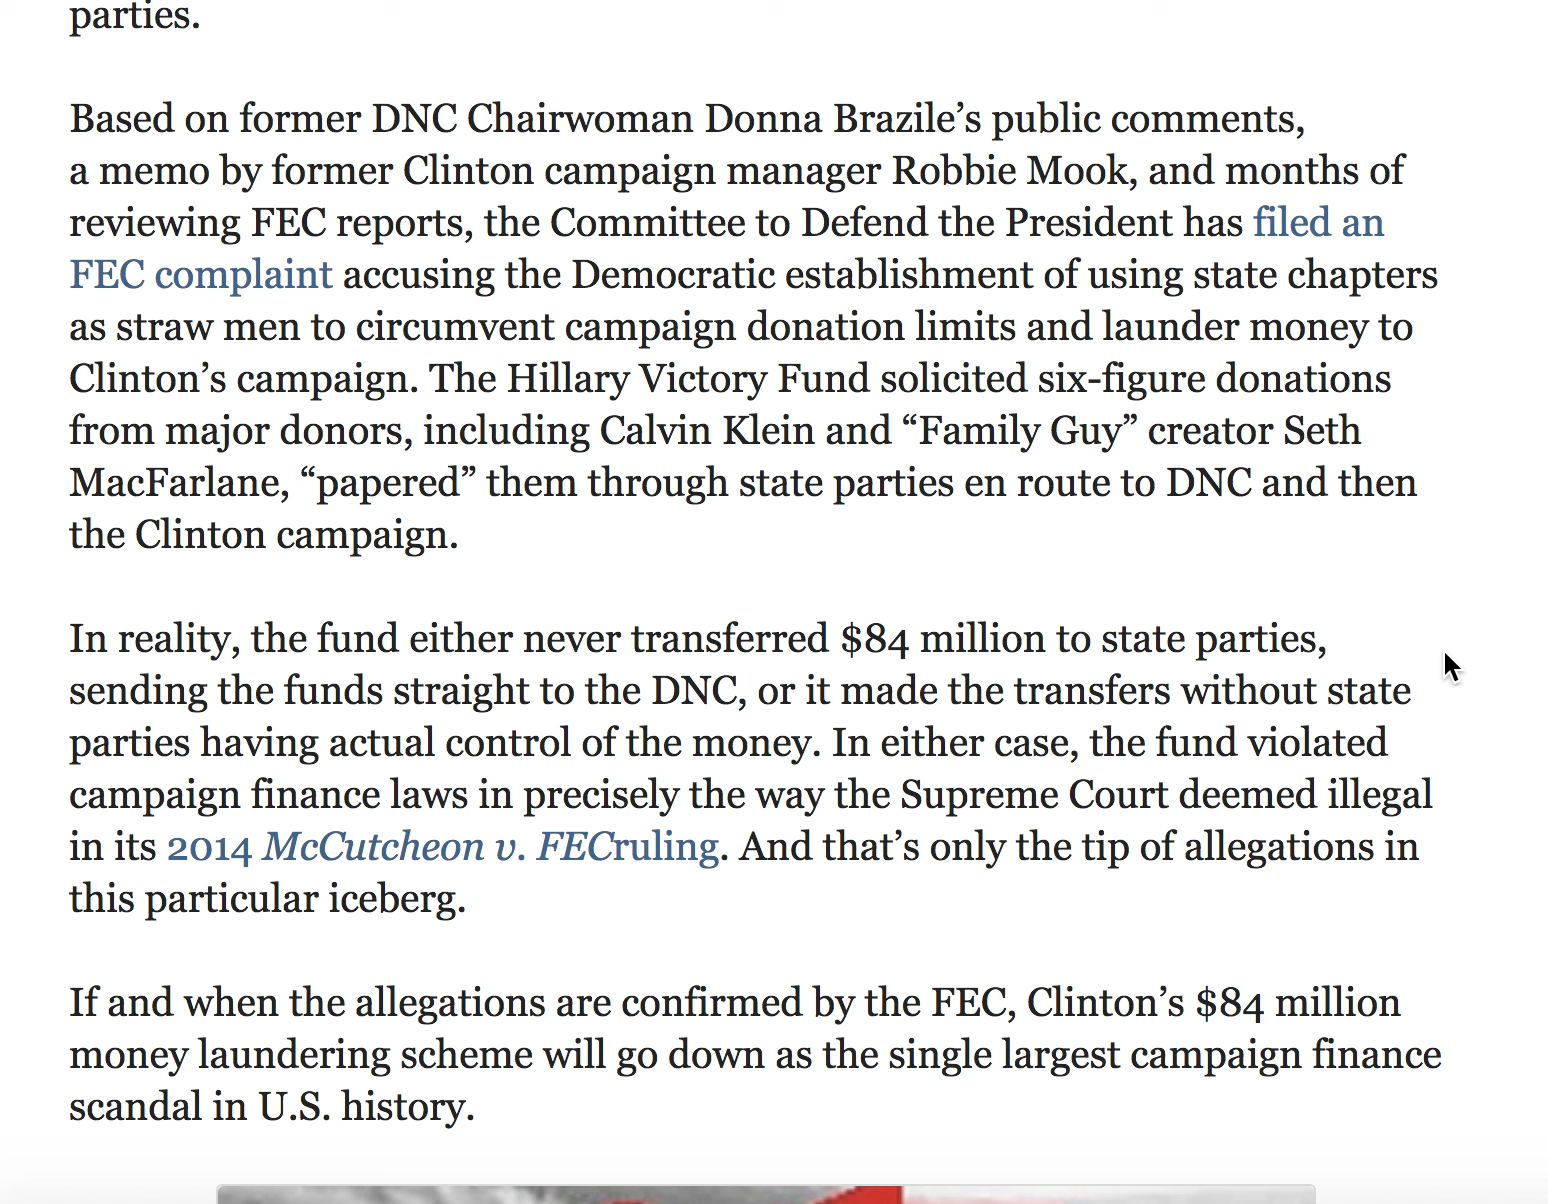 parties.
Based on former DNC Chairwoman Donna Brazile’s public comments,
a memo by former Clinton campaign manager Robbie Mook, and months of
reviewing FEC reports, the Committee to Defend the President has filed an
FEC complaint accusing the Democratic establishment of using state chapters
as straw men to circumvent campaign donation limits and launder money to
Clinton’s campaign. The Hillary Victory Fund solicited six-figure donations
from major donors, including Calvin Klein and “Family Guy” creator Seth
MacFarlane, “papered” them through state parties en route to DNC and then
the Clinton campaign.
In reality, the fund either never transferred $84 million to state parties,
sending the funds straight to the DNC, or it made the transfers without state
parties having actual control of the money. In either case, the fund violated
campaign finance laws in precisely the way the Supreme Court deemed illegal
in its 2014 McCutcheon v. FECruling. And that’s only the tip of allegations in
this particular iceberg.
If and when the allegations are confirmed by the FEC, Clinton’s $84 million
money laundering scheme will go down as the single largest campaign finance
scandal in U.S. history.